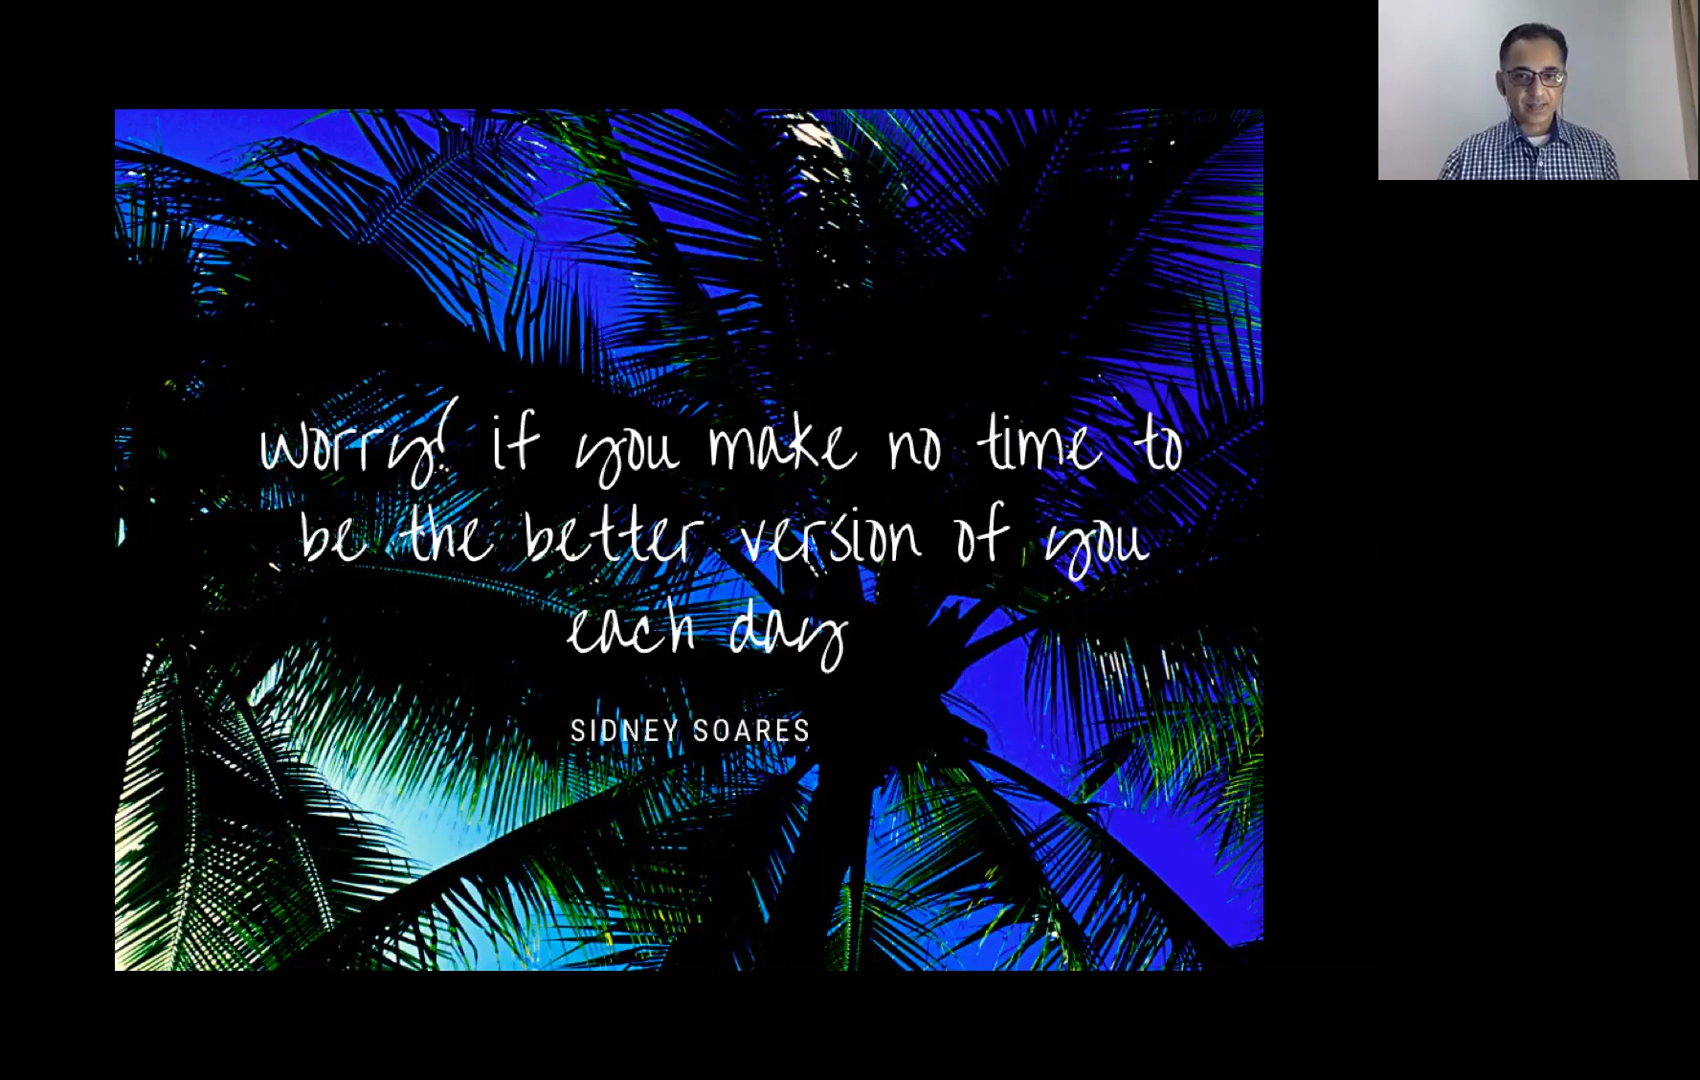 worry! if you make no time to
be the better version of you
each day
SIDNEY SOARES